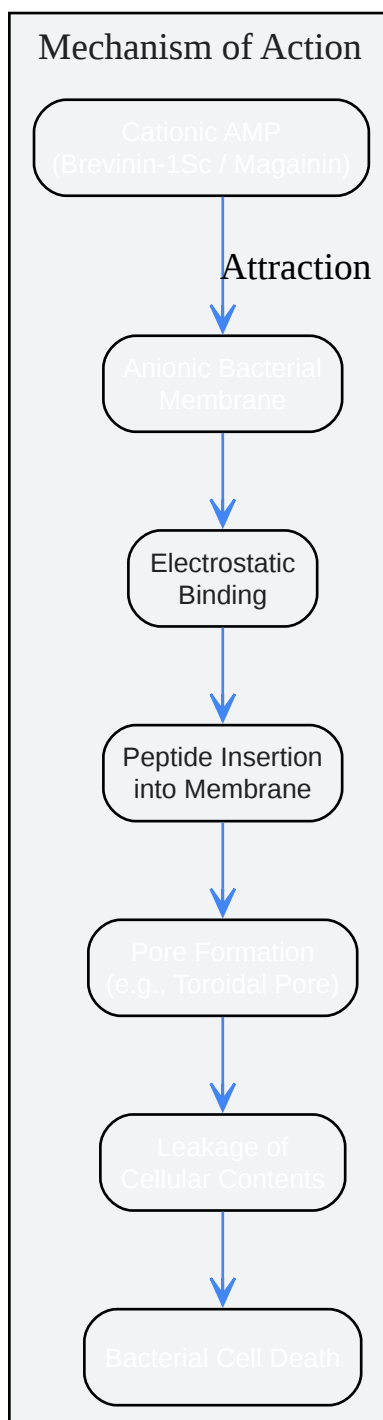 Mechanism of Action
Cationic AMP
(Brevinin-1Sc / Magainin)
Attraction
Anionic Bacterial
Membrane
Electrostatic
Binding
Peptide Insertion
into Membrane
Pore Formation
(e.g., Toroidal Pore)
Leakage of
Cellular Contents
Bacterial Cell Death